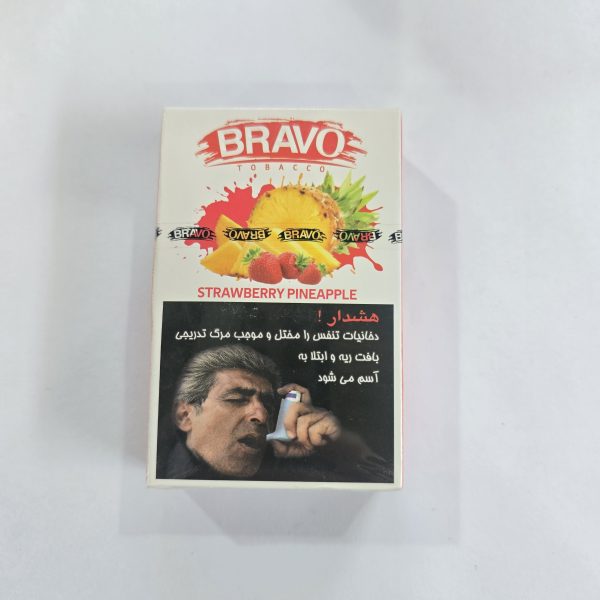 BRAVO
TOBACCO
BRAVO BRAVO BRAVO BRAVO B
STRAWBERRY PINEAPPLE
هشدار !
دخانیات تنفس را مختل و موجب مرگ تدریجی
بافت ریه و ابتلا به
آسم می شود